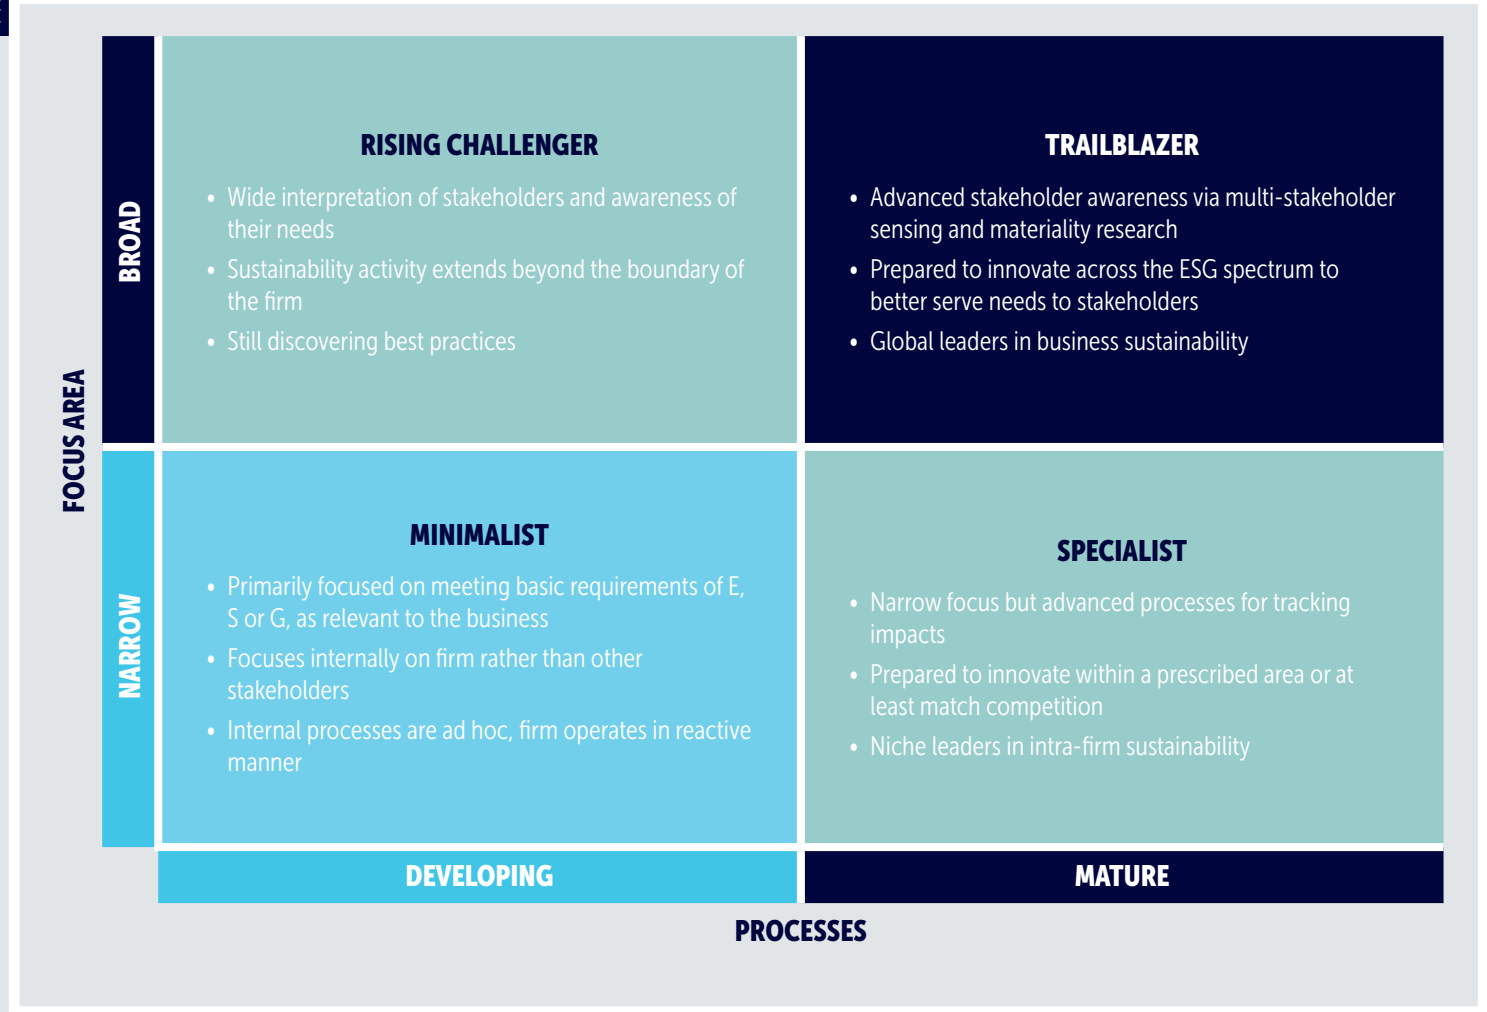 RISING CHALLENGER
• Wide interpretation of stakeholders and awareness of
their needs
• Sustainability activity extends beyond the boundary of
the firm
• Still discovering best practices
TRAILBLAZER
• Advanced stakeholder awareness via multi-stakeholder
sensing and materiality research
• Prepared to innovate across the ESG spectrum to
better serve needs to stakeholders
• Global leaders in business sustainability
BROAD
FOCUS AREA
NARROW
MINIMALIST
• Primarily focused on meeting basic requirements of E,
S or G, as relevant to the business
• Focuses internally on firm rather than other
stakeholders
• Internal processes are ad hoc, firm operates in reactive
manner
SPECIALIST
• Narrow focus but advanced processes for tracking
impacts
• Prepared to innovate within a prescribed area or at
least match competition
• Niche leaders in intra-firm sustainability
DEVELOPING
MATURE
PROCESSES